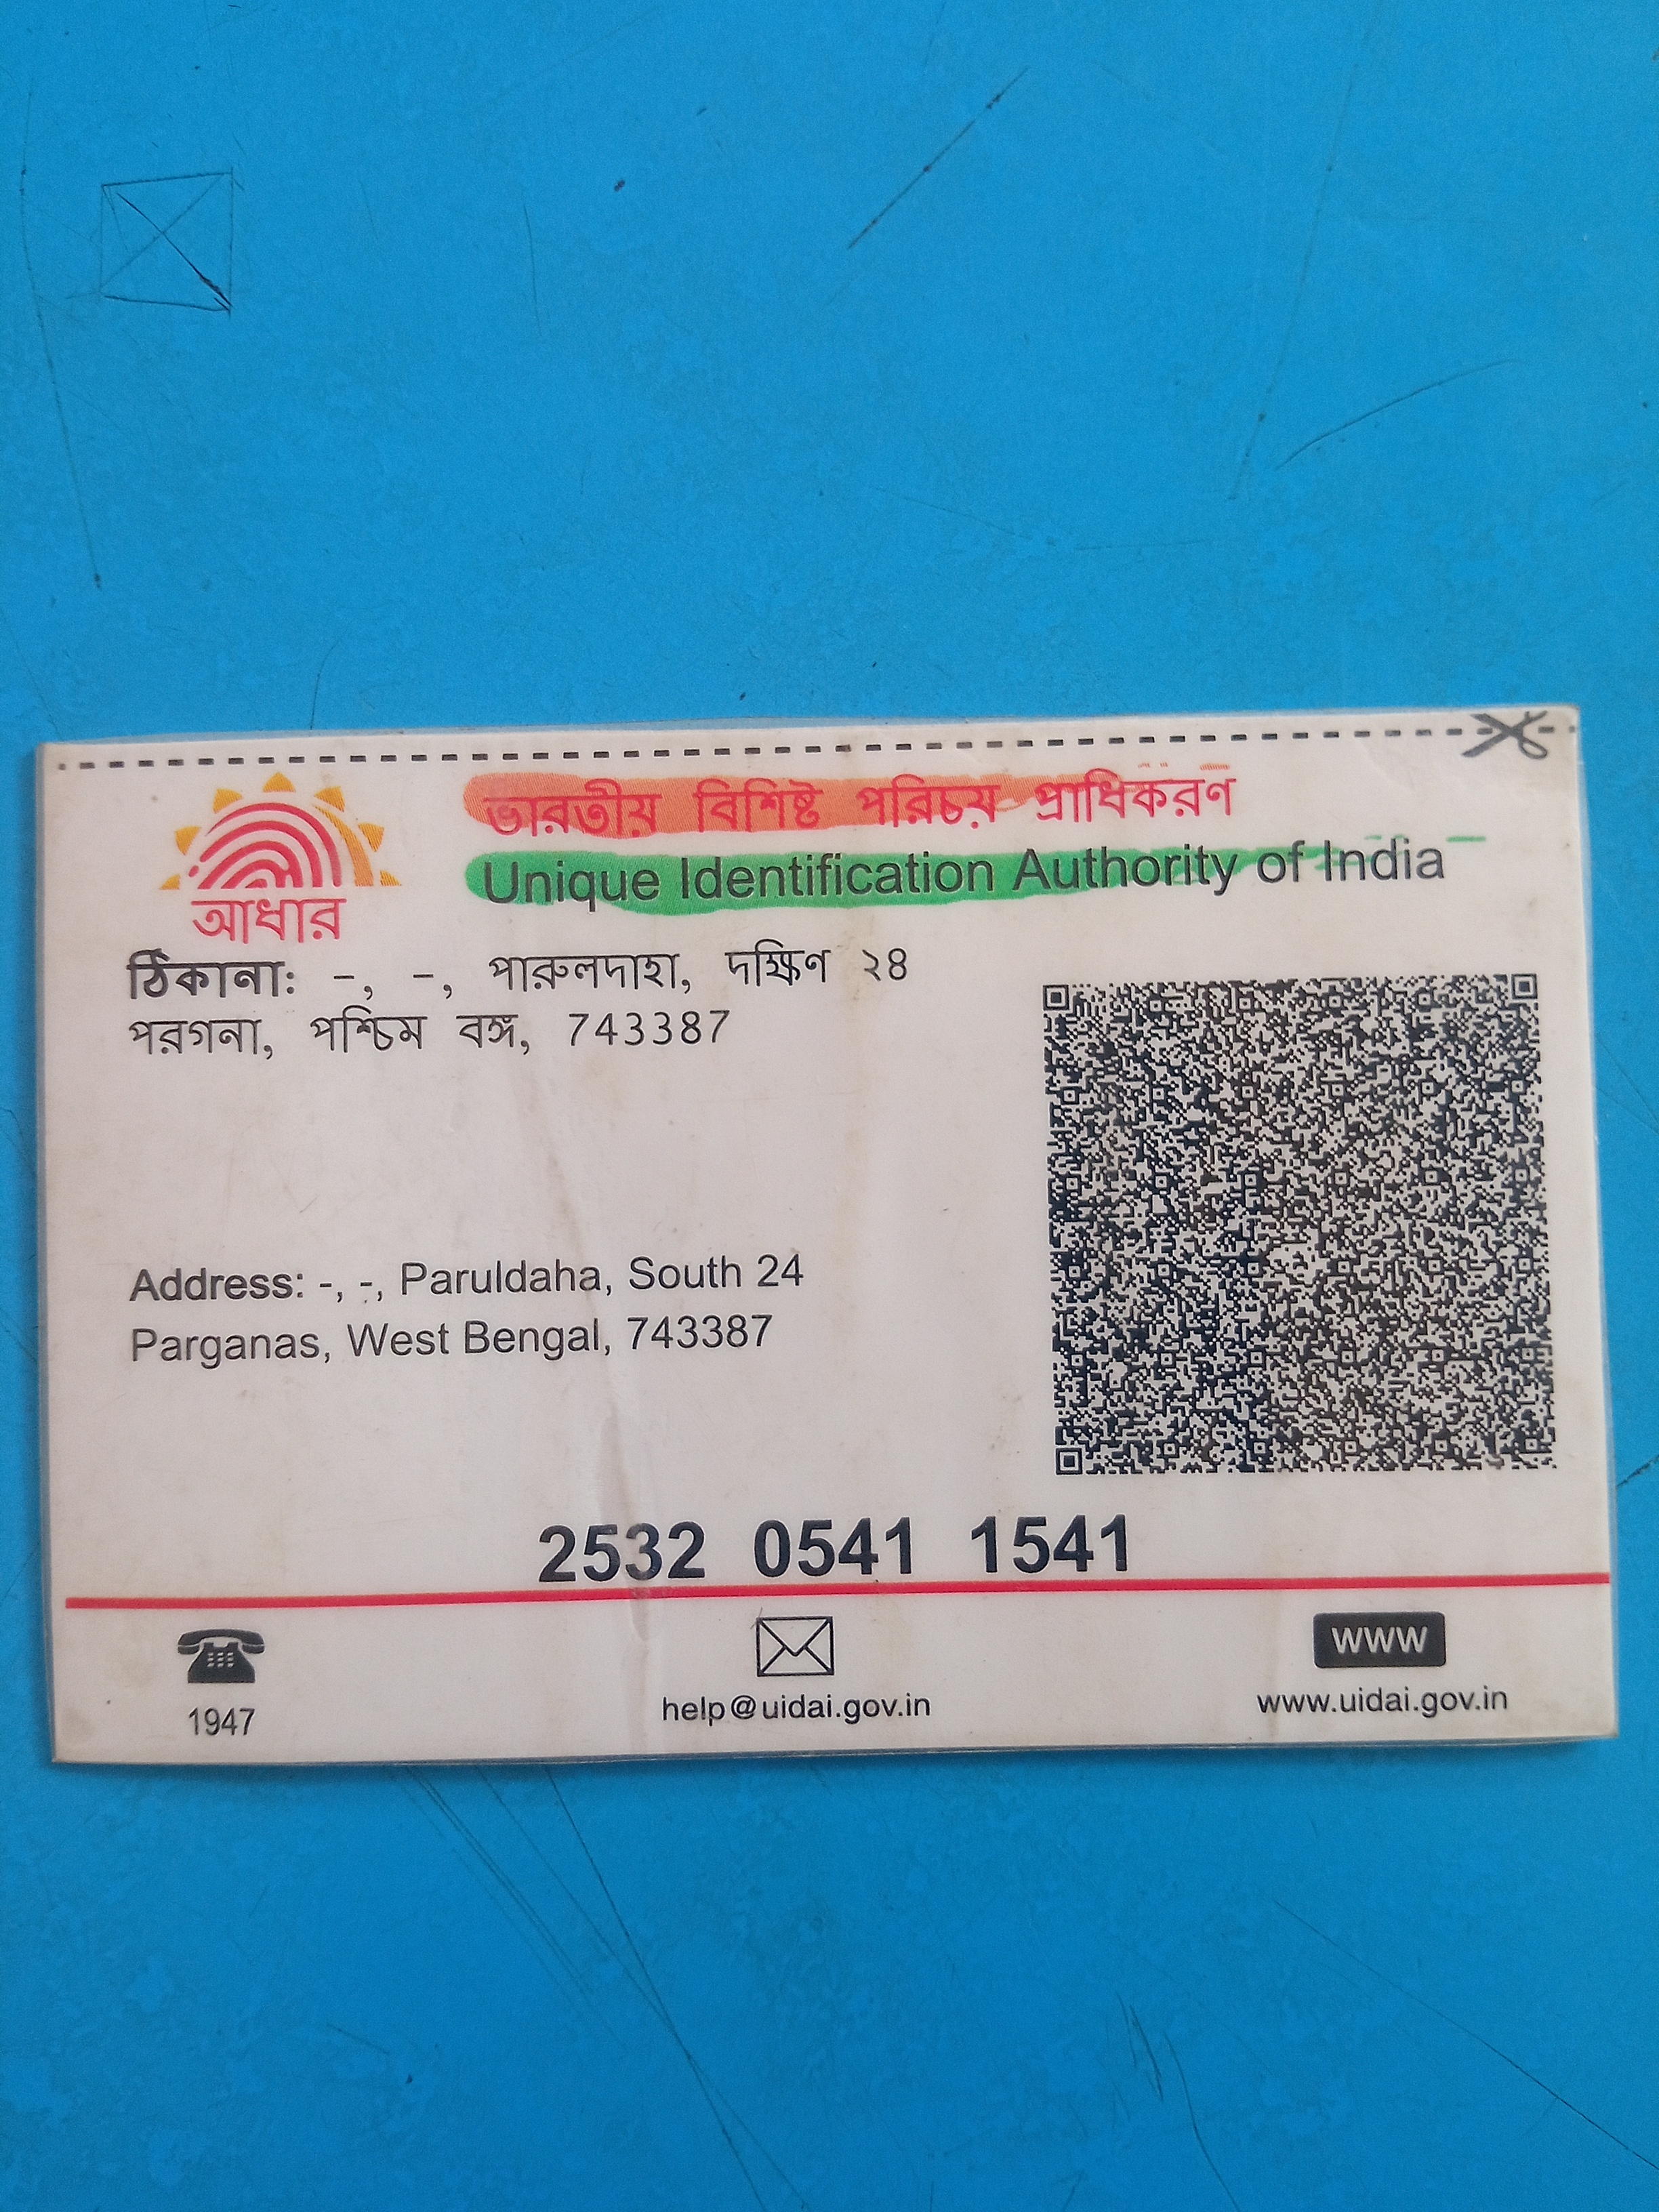 ভারতীয় বিশিষ্ট পরিচয় প্রাধিকরণ
Unique Identification Authority of India
আধার
ঠিকানা: -, -, পারুলদাহা, দক্ষিণ ২৪
পরগনা, পশ্চিম বঙ্গ, 743387
Address: -, -, Paruldaha, South 24
Parganas, West Bengal, 743387
2532 0541 1541
1947
help@uidai.gov.in
www
www.uidai.gov.in